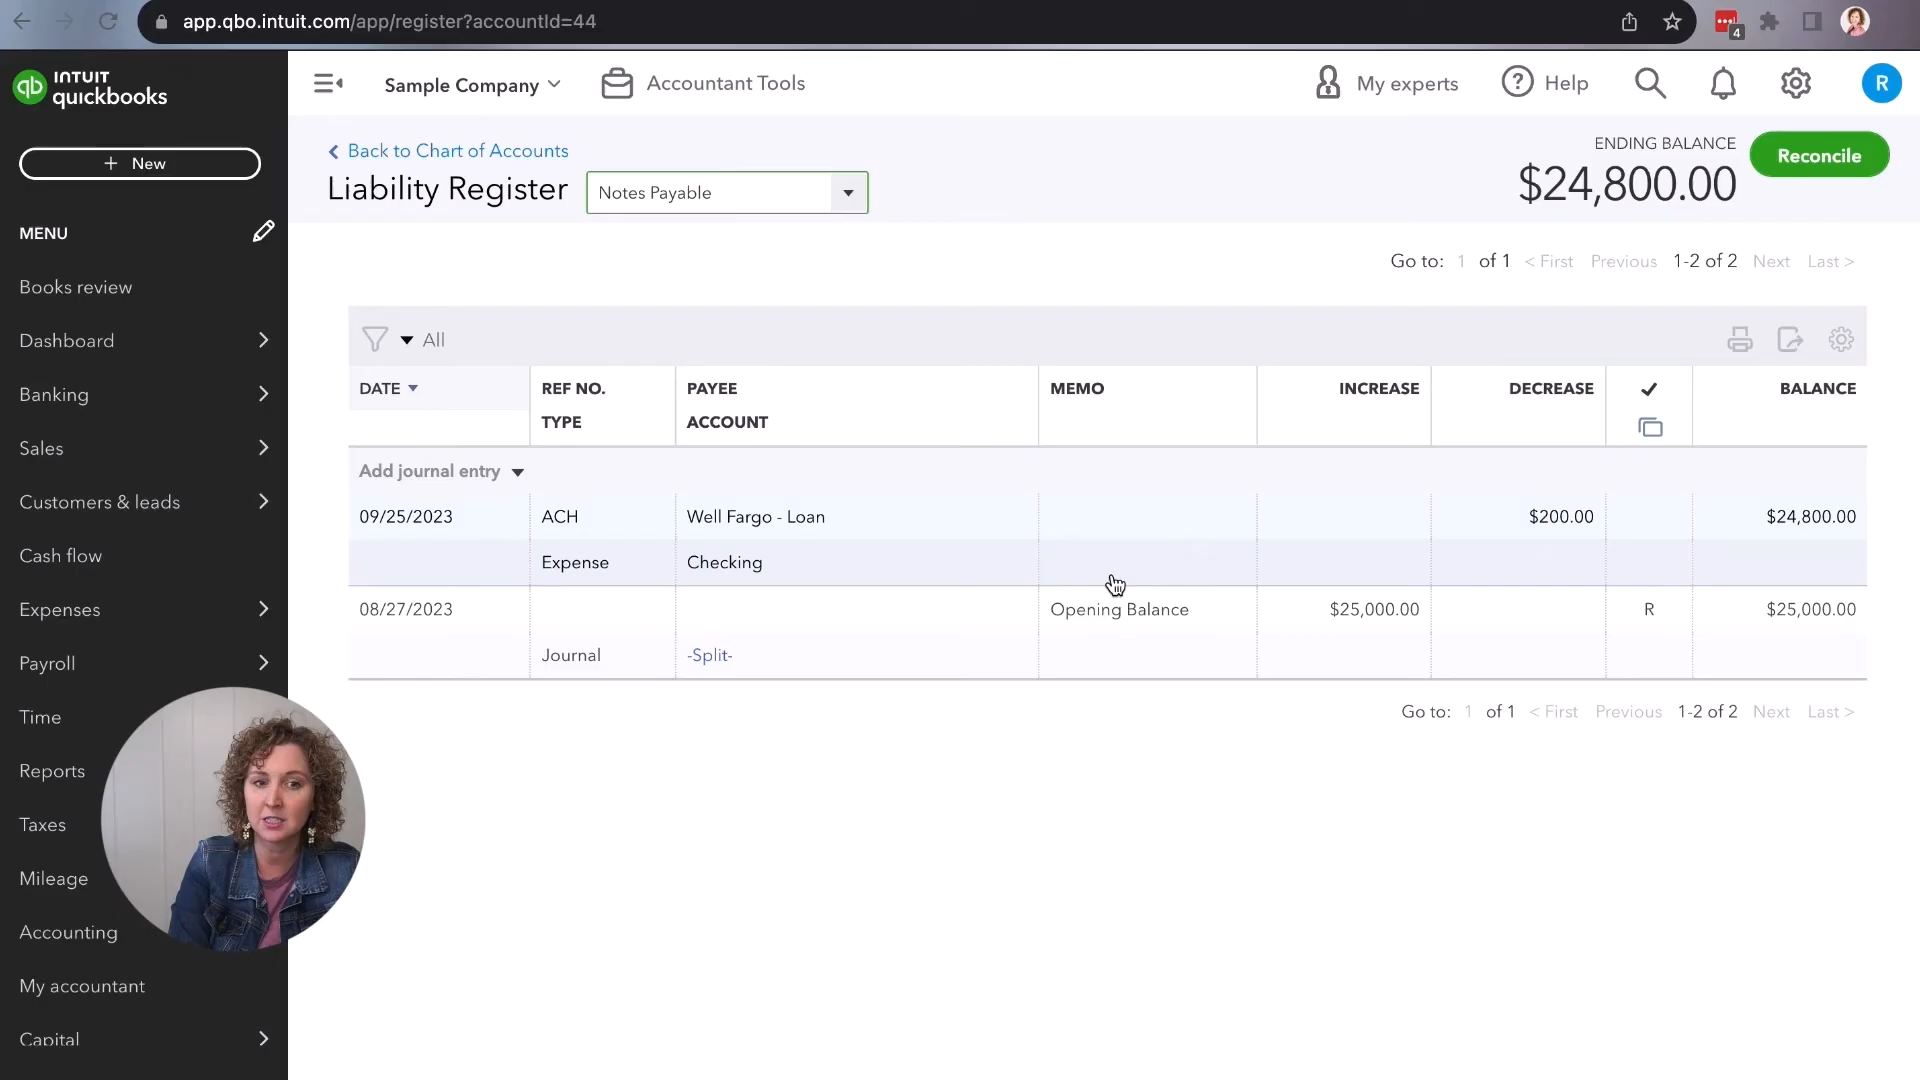 app.qbo.intuit.com/app/register?accountId=44
4
qb INTUIT quickbooks
Sample Company
Accountant Tools
My experts
Help
R
+ New
Back to Chart of Accounts
Liability Register
Notes Payable
ENDING BALANCE
$24,800.00
Reconcile
MENU
Books review
Dashboard
Banking
Sales
Customers & leads
Cash flow
Expenses
Payroll
Time
Reports
Taxes
Mileage
Accounting
My accountant
Capital
Go to: 1 of 1 < First Previous 1-2 of 2 Next Last >
All
DATE REF NO. PAYEE MEMO INCREASE DECREASE ✓ BALANCE
TYPE ACCOUNT
Add journal entry
09/25/2023 ACH Well Fargo - Loan $200.00 $24,800.00
Expense Checking
08/27/2023 Opening Balance $25,000.00 R $25,000.00
Journal -Split-
Go to: 1 of 1 < First Previous 1-2 of 2 Next Last >